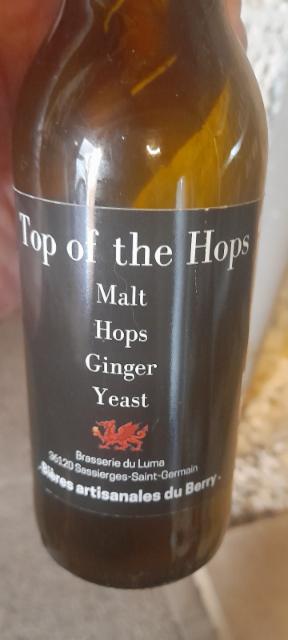 Top of the Hops
Malt
Hops
Ginger
Yeast
Brasserie du Luma
36120 Sassierges-Saint-Germain
-Bières artisanales du Berry-